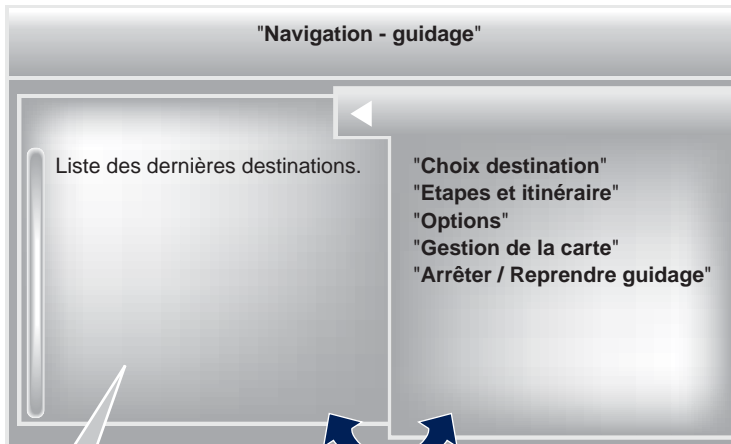 "Navigation - guidage"
Liste des dernières destinations.
"Choix destination"
"Etapes et itinéraire"
"Options"
"Gestion de la carte"
"Arrêter / Reprendre guidage"